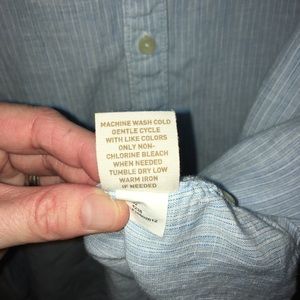 MACHINE WASH COLD
GENTLE CYCLE
WITH LIKE COLORS
ONLY NON-
CHLORINE BLEACH
WHEN NEEDED
TUMBLE DRY LOW
WARM IRON
IF NEEDED